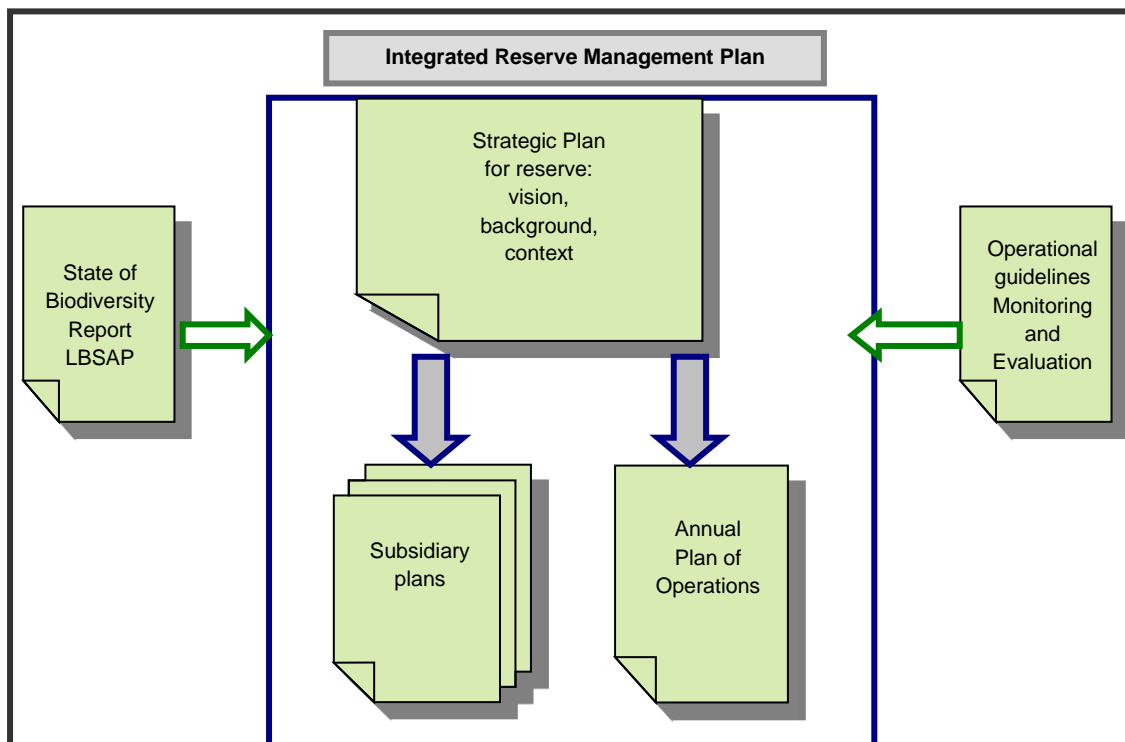 Integrated Reserve Management Plan
Strategic Plan
for reserve:
vision,
background,
context
State of
Biodiversity
Report
LBSAP
Operational
guidelines
Monitoring
and
Evaluation
Subsidiary
plans
Annual
Plan of
Operations